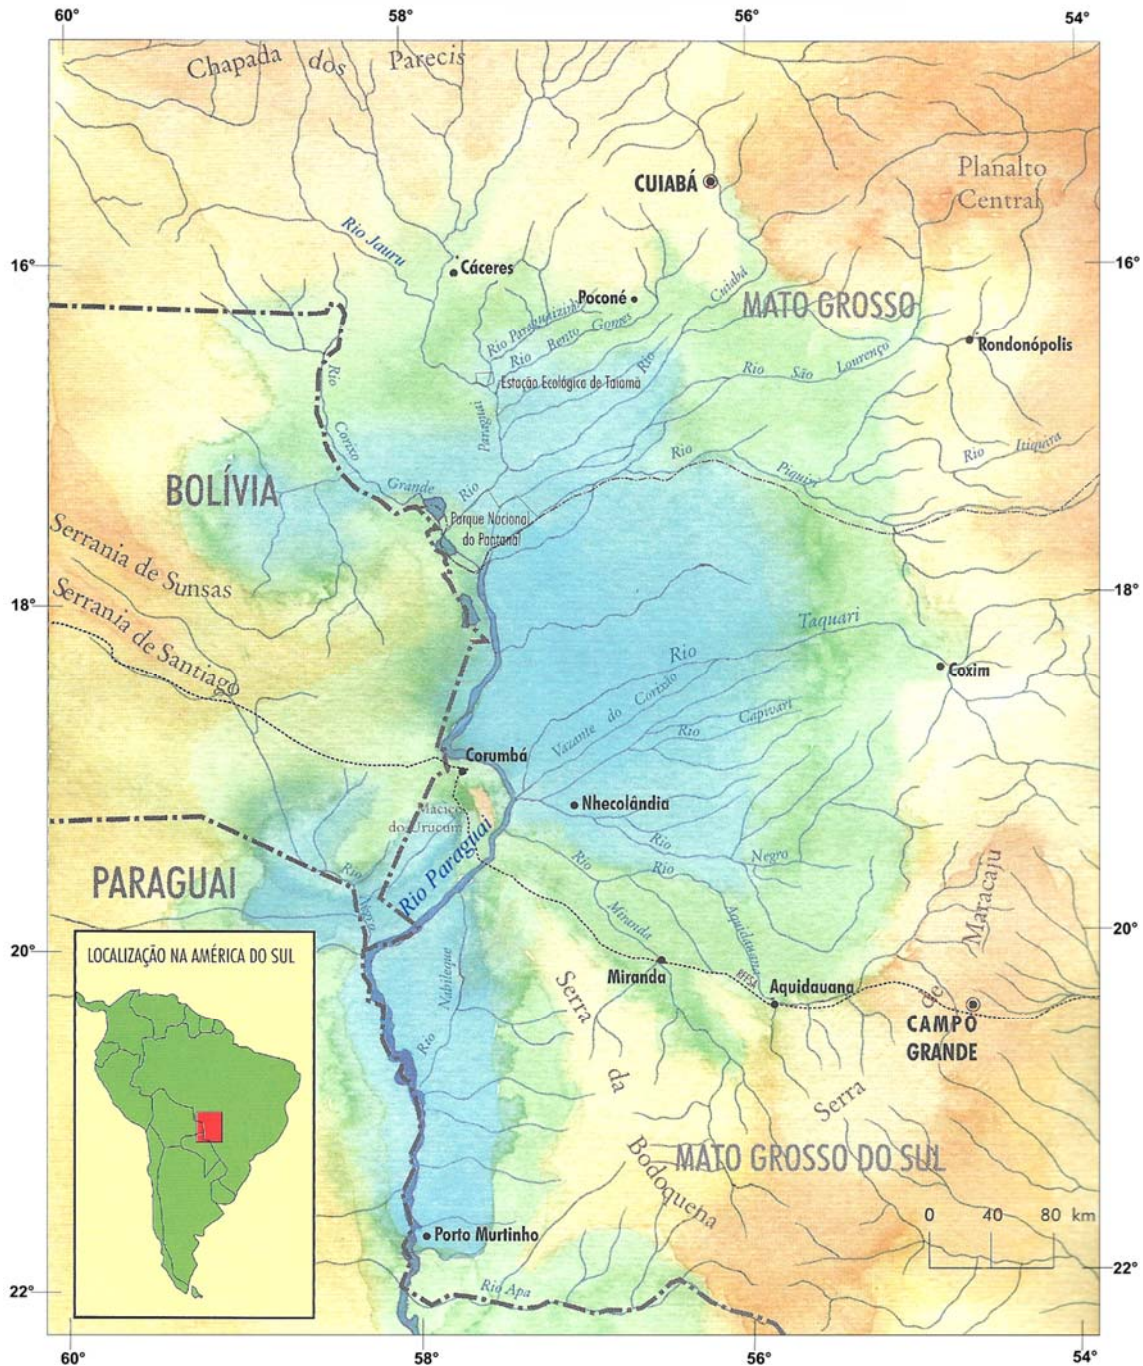 60°
58°
56°
54°
Chapada dos Parecis
Planalto
Central
CUIABÁ
Rio Jauru
16°
16°
Cáceres
Cuiabá
Poconé
MATO GROSSO
Rio Paraguaizinho
Rio Bento Gomes
Rio
Rondonópolis
Estação Ecológica de Taiamã
Rio São Lourenço
Rio
Corixo
Grande
Paraguai
Rio
Rio Itiquira
Rio
Piquiri
BOLÍVIA
Parque Nacional
do Pantanal
Serrania de Sunsas
18°
18°
Serrania de Santiago
Taquari
Rio
Coxim
Vazante do Corixão
Rio Capivari
Corumbá
Nhecolândia
Maciço
do Urucum
Rio Paraguai
Rio
Negro
Rio
Negra
Rio
Miranda
Rio
Aquidauana
PARAGUAI
Maracaju
de
Serra
20°
20°
LOCALIZAÇÃO NA AMÉRICA DO SUL
Nabileque
Rio
Miranda
Aquidauana
CAMPO
GRANDE
Serra
da
Bodoquena
MATO GROSSO DO SUL
0 40 80 km
Porto Murtinho
Rio Apa
22°
22°
60°
58°
56°
54°